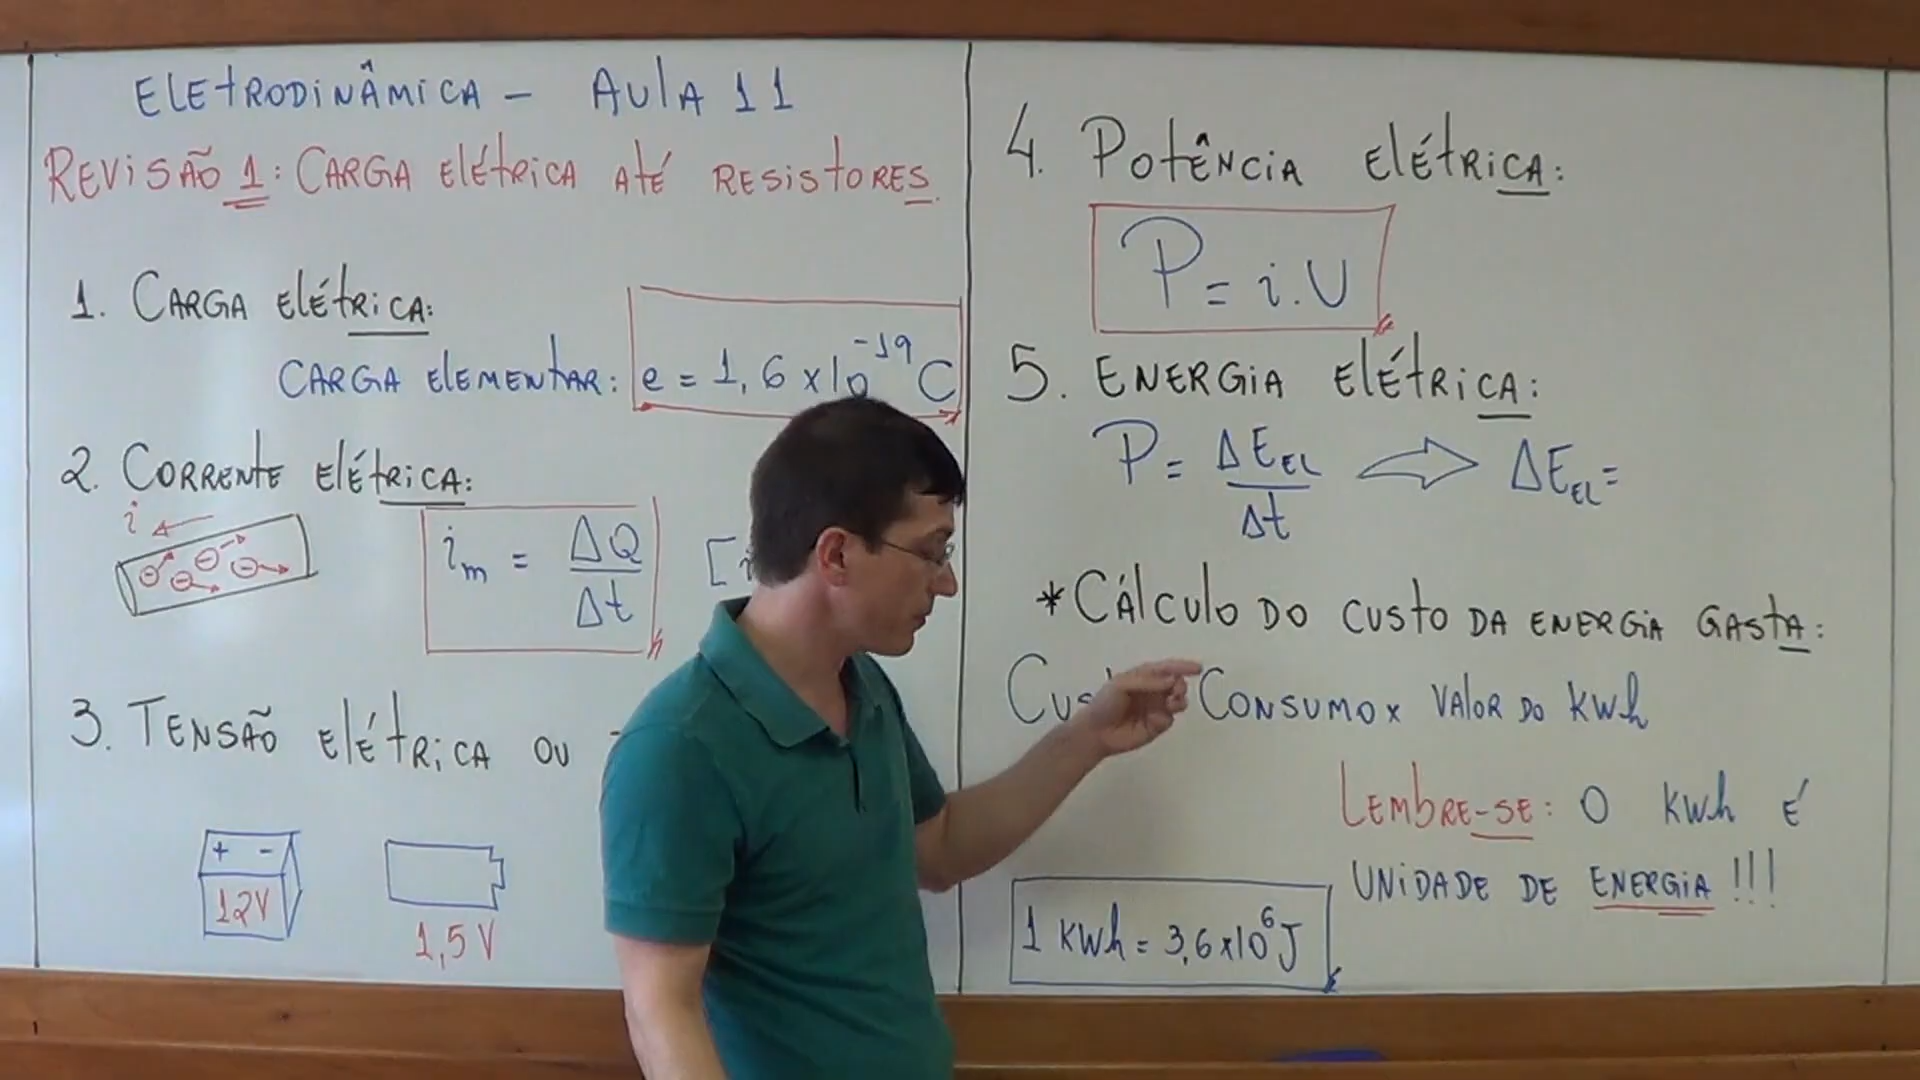 Eletrodinâmica - Aula 11
Revisão 1: Carga elétrica até resistores.
1. Carga elétrica:
Carga elementar: e = 1,6 x 10^-19 C
2. Corrente elétrica:
i
i_m = ΔQ/Δt [i
3. Tensão elétrica ou
+ -
12V
1,5 V
4. Potência elétrica:
P = i.U
5. Energia elétrica:
P = ΔE_EL/Δt ⇒ ΔE_EL =
*Cálculo do custo da energia gasta:
Consumo x valor do kWh
Lembre-se: O kWh é
unidade de energia!!!
1 kWh = 3,6 x 10^6 J